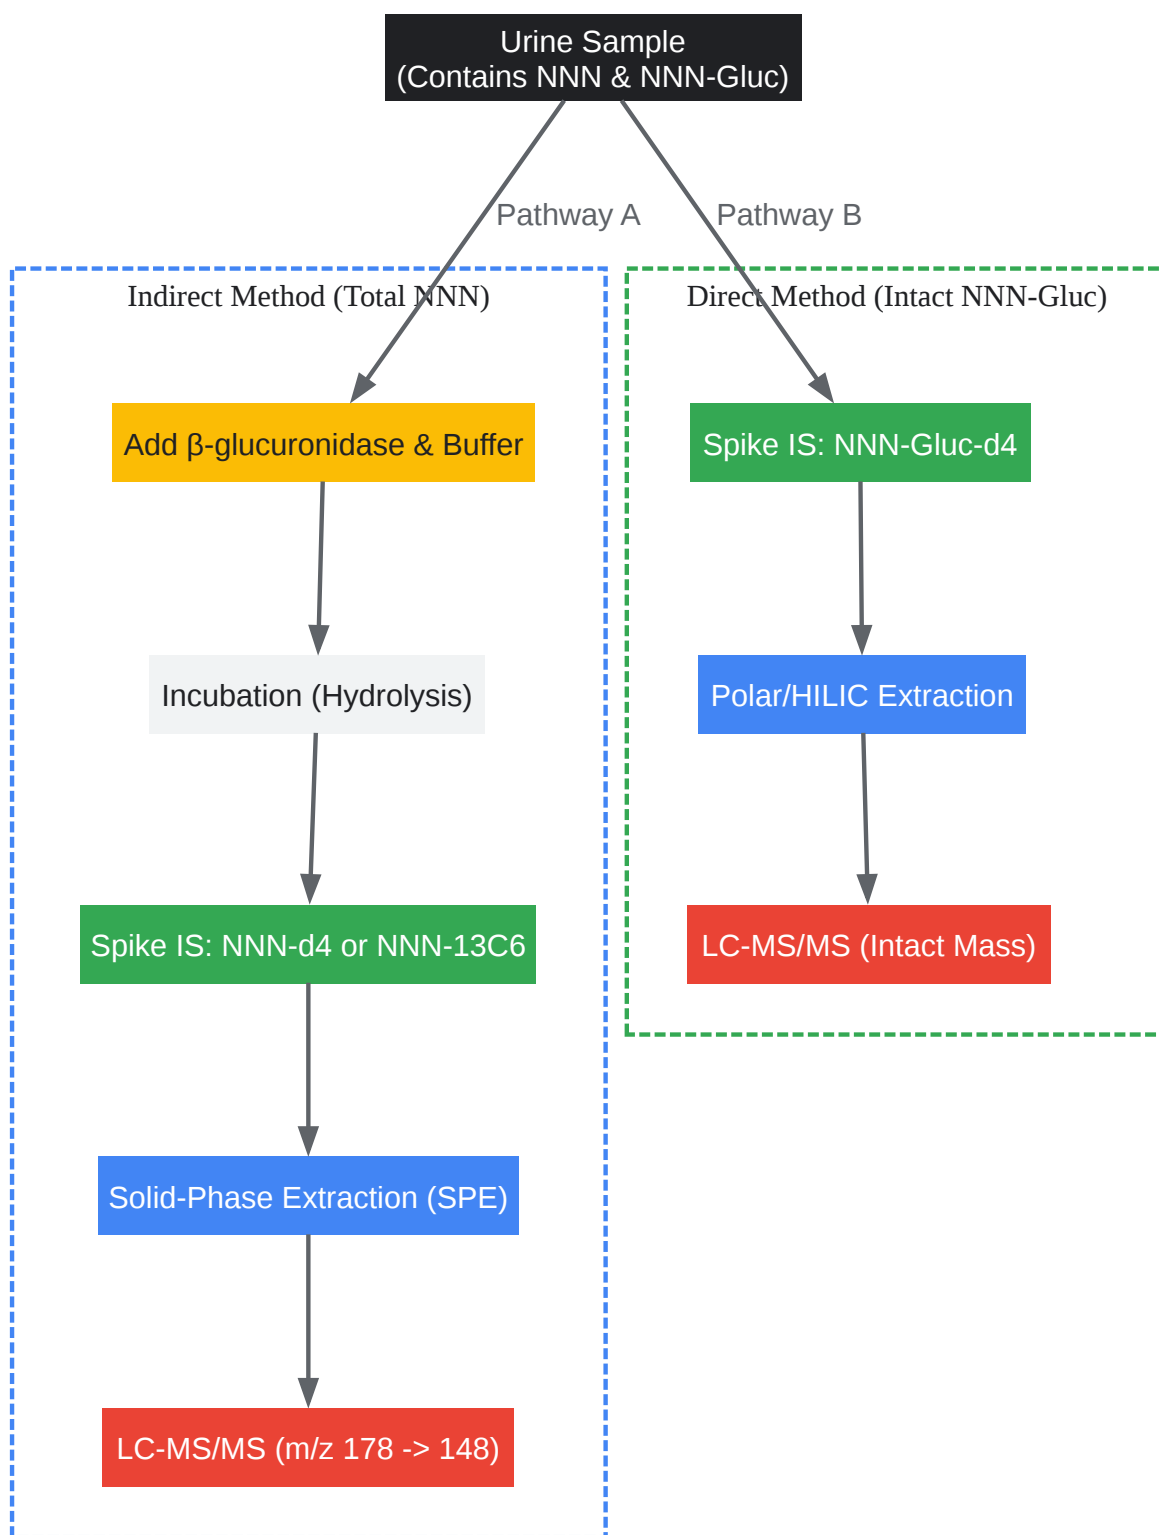 Urine Sample
(Contains NNN & NNN-Gluc)
Pathway A
Pathway B
Indirect Method (Total NNN)
Add β-glucuronidase & Buffer
Incubation (Hydrolysis)
Spike IS: NNN-d4 or NNN-13C6
Solid-Phase Extraction (SPE)
LC-MS/MS (m/z 178 -> 148)
Direct Method (Intact NNN-Gluc)
Spike IS: NNN-Gluc-d4
Polar/HILIC Extraction
LC-MS/MS (Intact Mass)